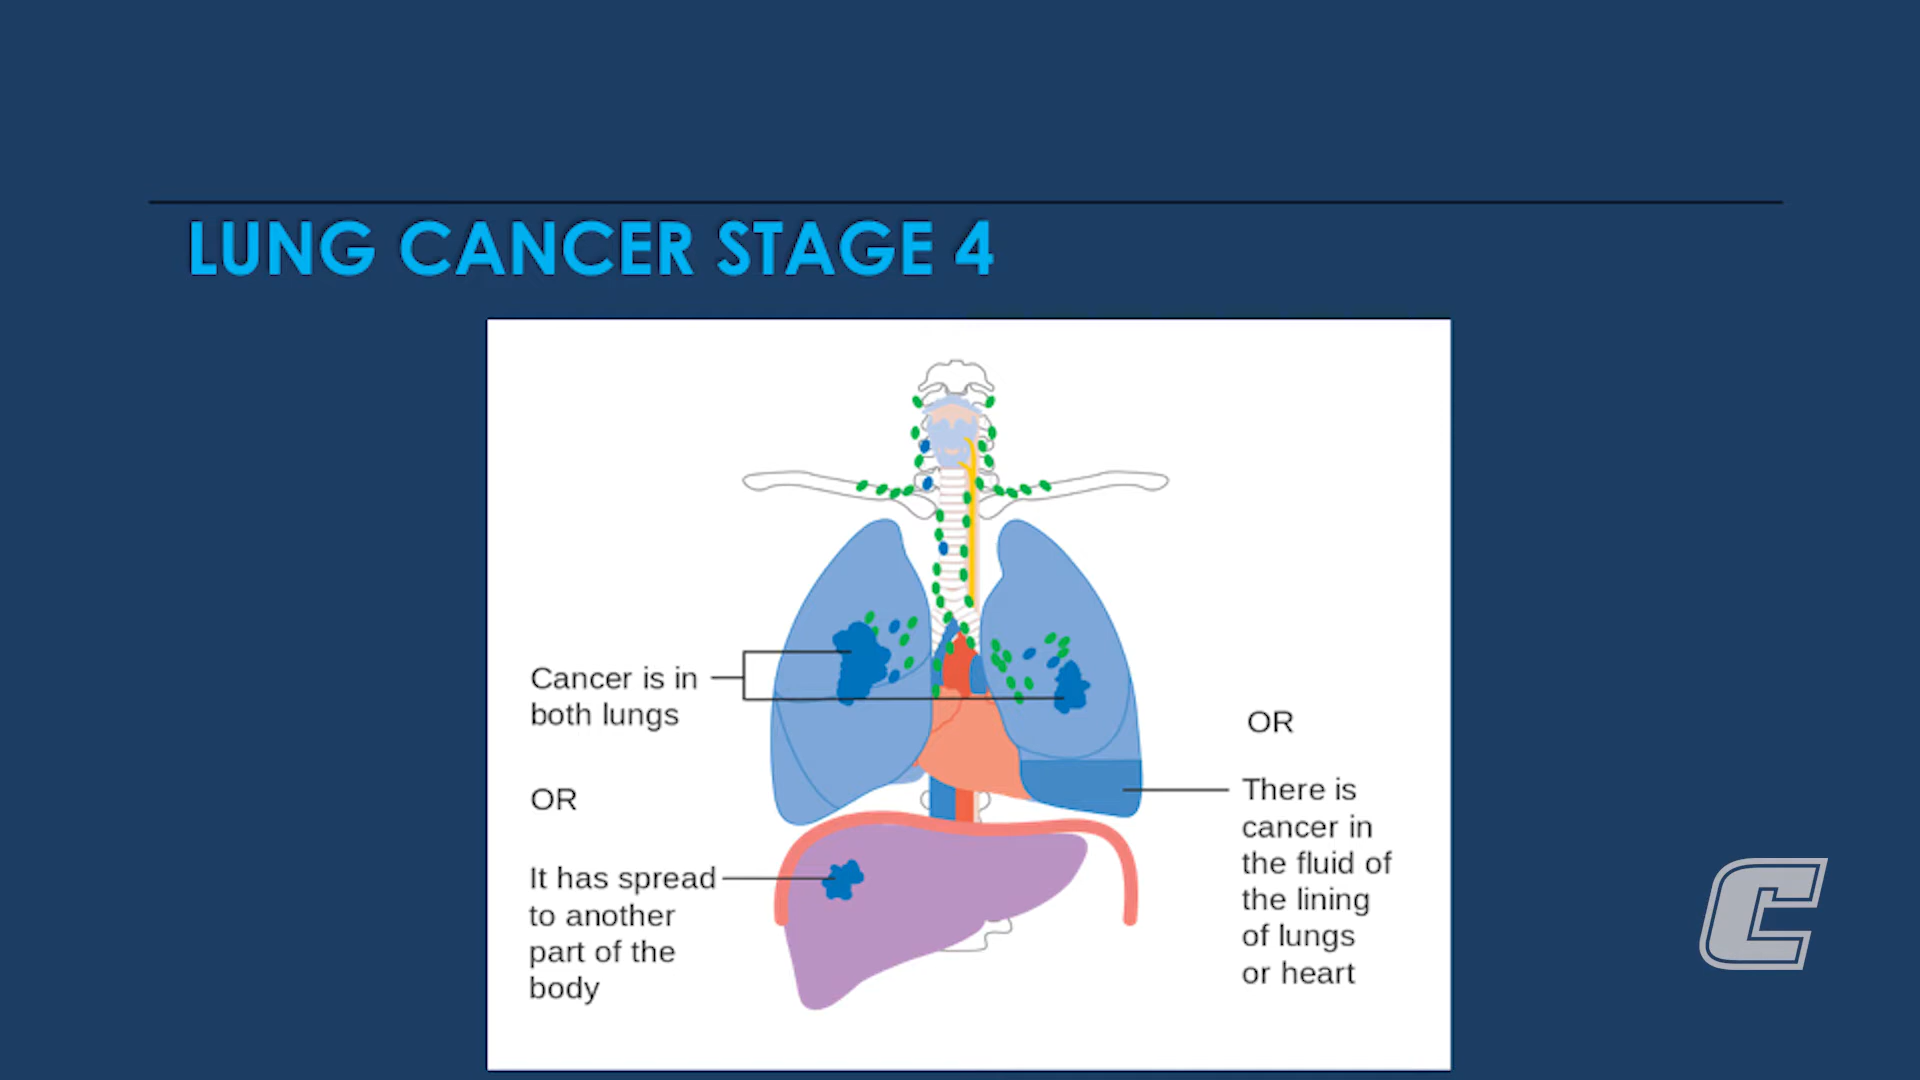 LUNG CANCER STAGE 4
Cancer is in
both lungs
OR
It has spread
to another
part of the
body
OR
There is
cancer in
the fluid of
the lining
of lungs
or heart
C